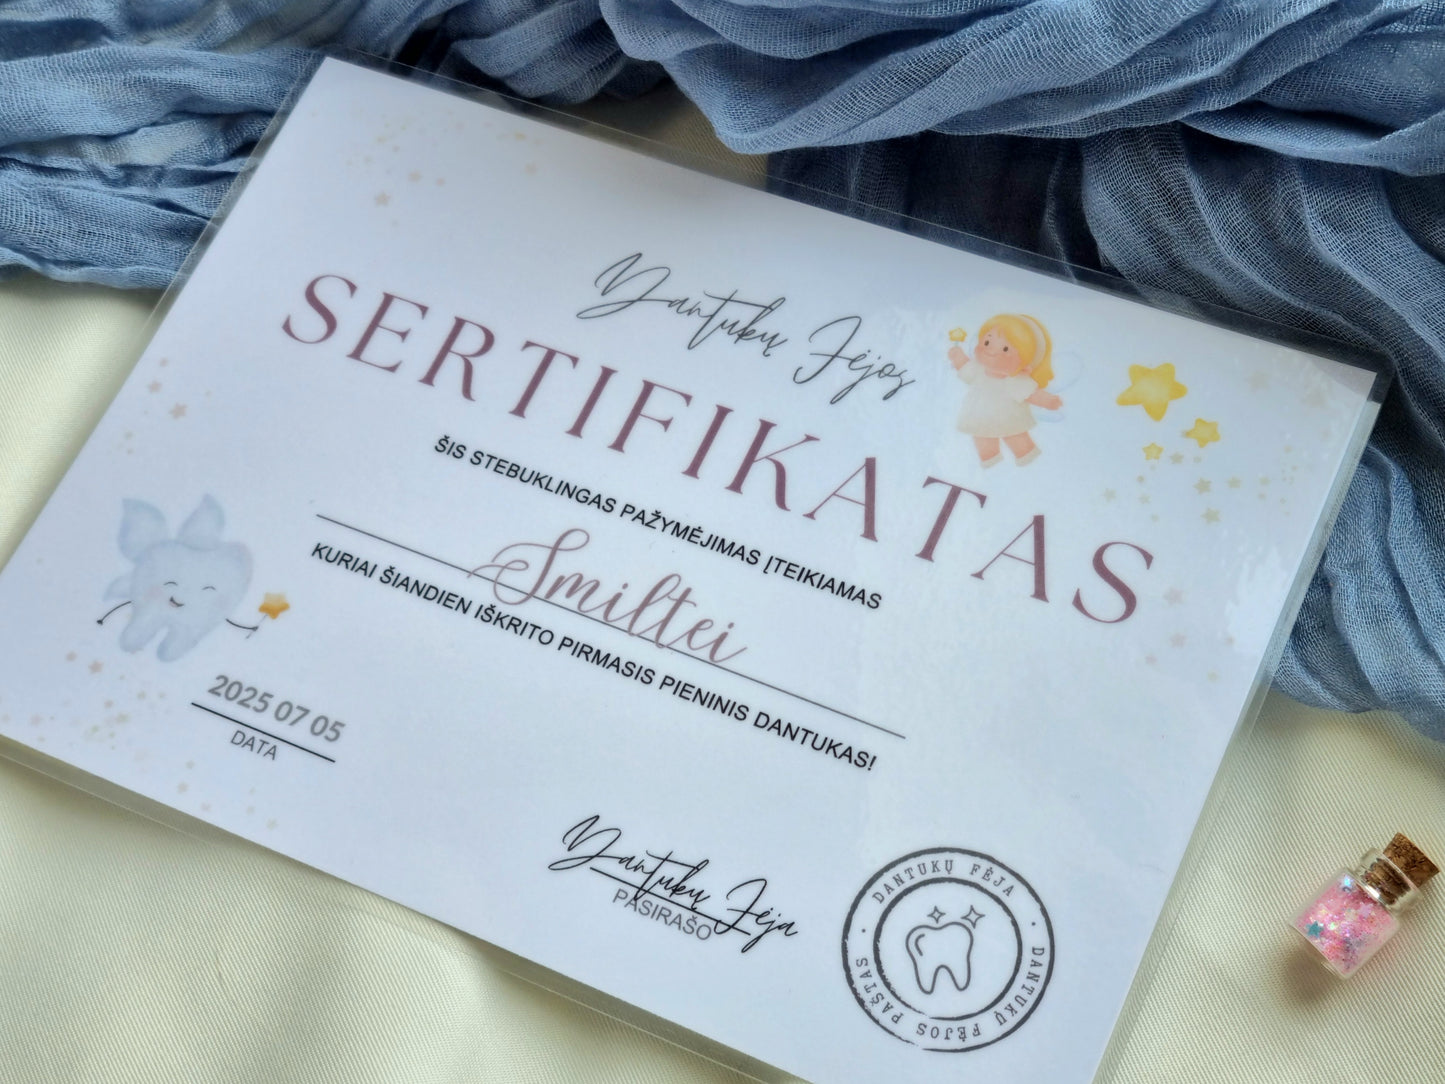 Dantukų Fėjos
SERTIFIKATAS
ŠIS STEBUKLINGAS PAŽYMĖJIMAS ĮTEIKIAMAS
Smiltei
KURIAI ŠIANDIEN IŠKRITO PIRMASIS PIENINIS DANTUKAS!
2025 07 05
DATA
Dantukų Fėja
PASIRAŠO
DANTUKŲ FĖJA · DANTUKŲ FĖJOS PAŠTAS ·